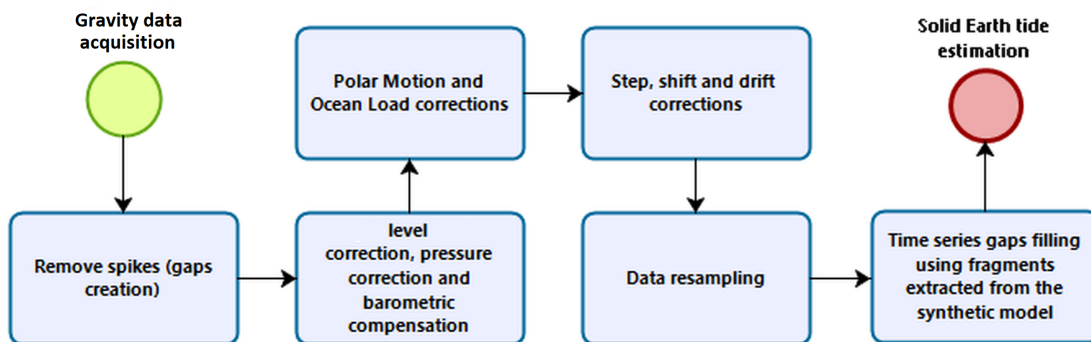 Gravity data
acquisition
Remove spikes (gaps
creation)
level
correction, pressure
correction and
barometric
compensation
Polar Motion and
Ocean Load corrections
Step, shift and drift
corrections
Data resampling
Time series gaps filling
using fragments
extracted from the
synthetic model
Solid Earth tide
estimation